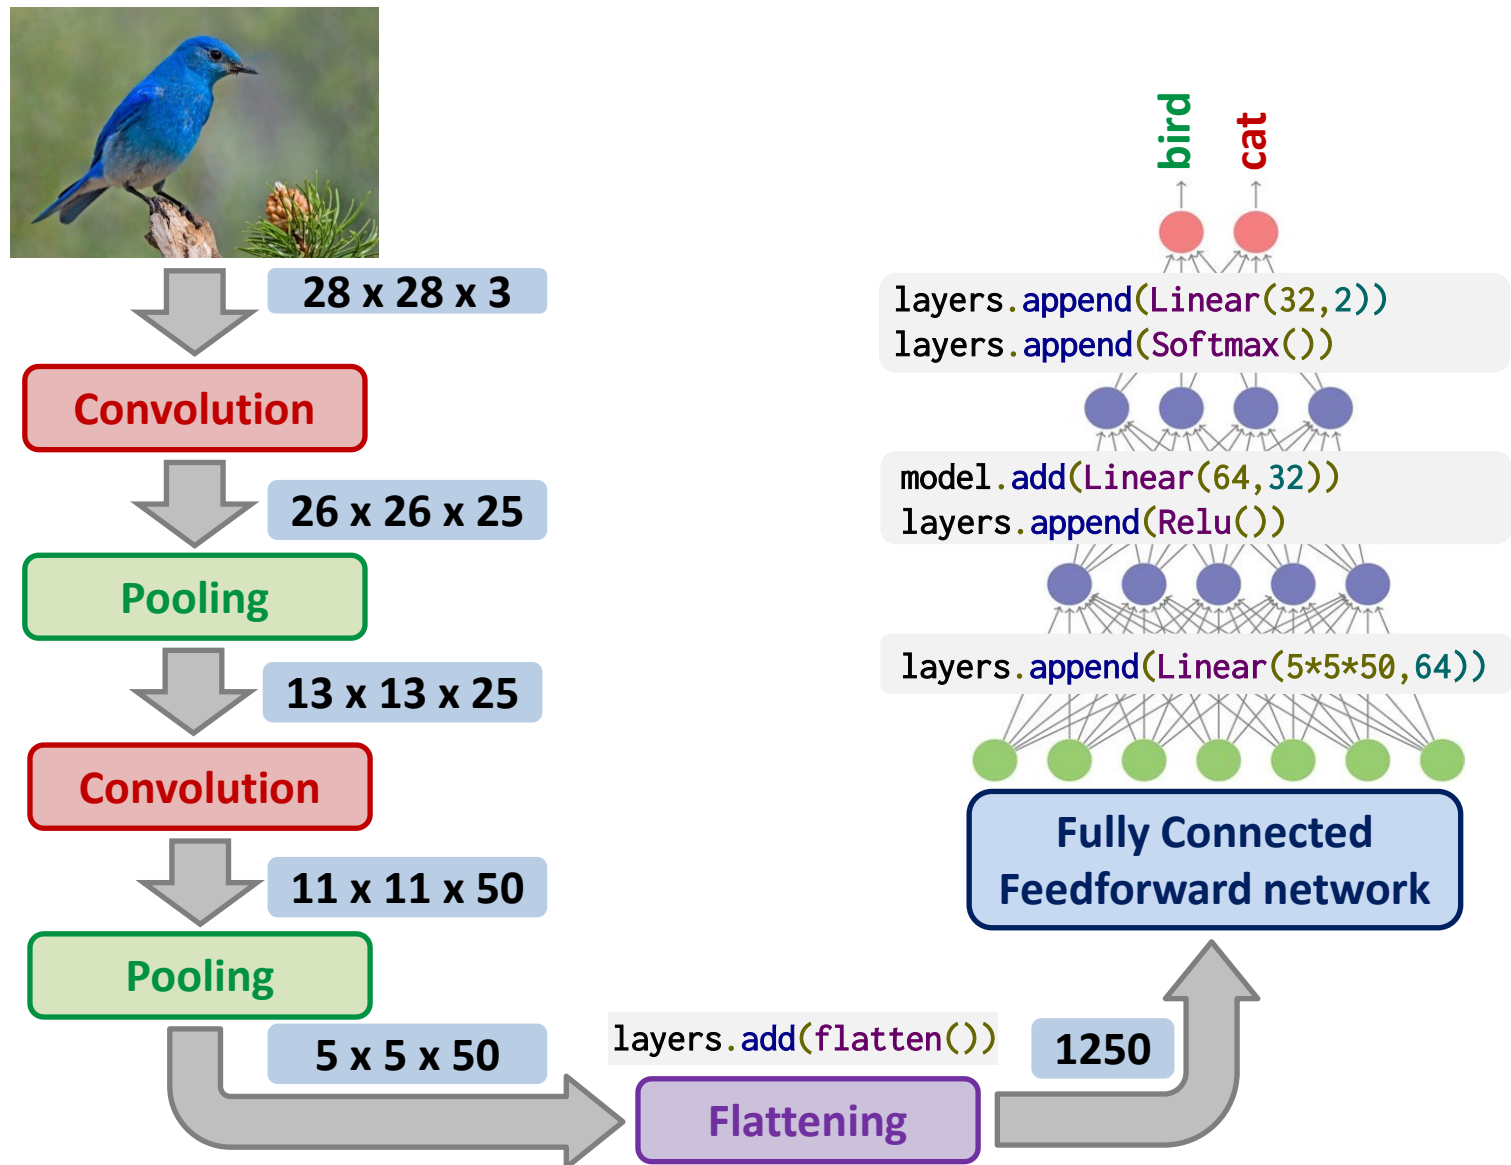 28 x 28 x 3
Convolution
26 x 26 x 25
Pooling
13 x 13 x 25
Convolution
11 x 11 x 50
Pooling
5 x 5 x 50
layers.add(flatten())
Flattening
1250
Fully Connected
Feedforward network
layers.append(Linear(5*5*50,64))
model.add(Linear(64,32))
layers.append(Relu())
layers.append(Linear(32,2))
layers.append(Softmax())
bird
cat